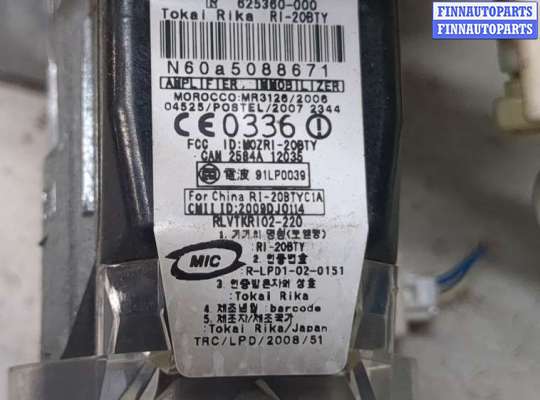 FINNAUTOPARTS
FINNAUTOPARTS
625360-000
Tokai Rika RI-20BTY
N60a5088671
AMPLIFIER, IMMOBILIZER
MOROCCO:MR3126/2006
04525/POSTEL/2007 2344
CE0336
FCC ID:MOZRI-20BTY
CAN 2584A 12035
電波 91LP0039
For China RI-20BTYC1A
CMII ID:2009DJ0114
RLVTKRI02-220
1. 기기의 명칭(모델명)
:RI-20BTY
MIC
2. 인증번호
:R-LPD1-02-0151
3. 인증받은자의 상호
:Tokai Rika
4. 제조년월 barcode
5. 제조자/제조국가
:Tokai Rika/Japan
TRC/LPD/2008/51